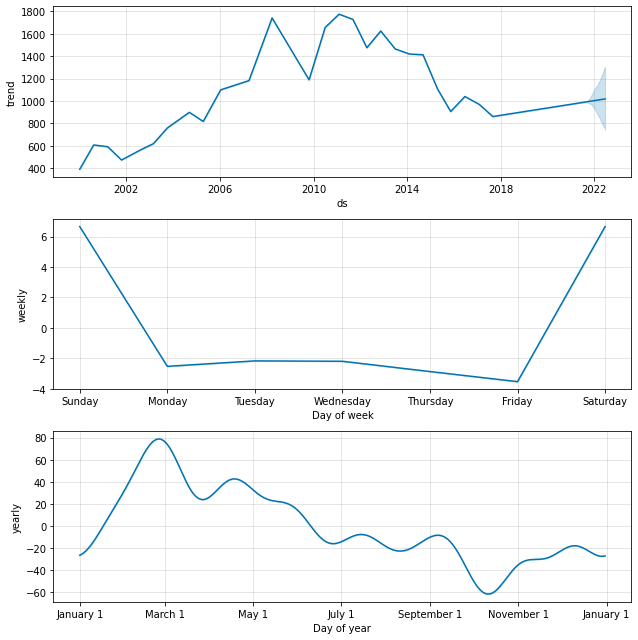 1800
1600
1400
1200
1000
800
600
400
trend
2002 2006 2010 2014 2018 2022
ds
6
4
2
0
−2
−4
weekly
Sunday Monday Tuesday Wednesday Thursday Friday Saturday
Day of week
80
60
40
20
0
−20
−40
−60
yearly
January 1 March 1 May 1 July 1 September 1 November 1 January 1
Day of year